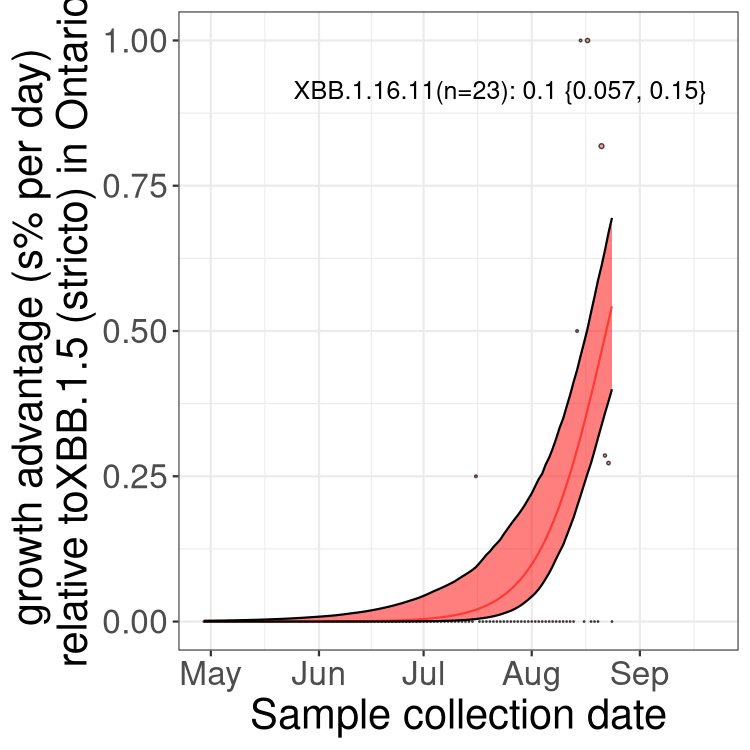 growth advantage (s% per day)
relative toXBB.1.5 (stricto) in Ontario
1.00
0.75
0.50
0.25
0.00
XBB.1.16.11(n=23): 0.1 {0.057, 0.15}
May Jun Jul Aug Sep
Sample collection date